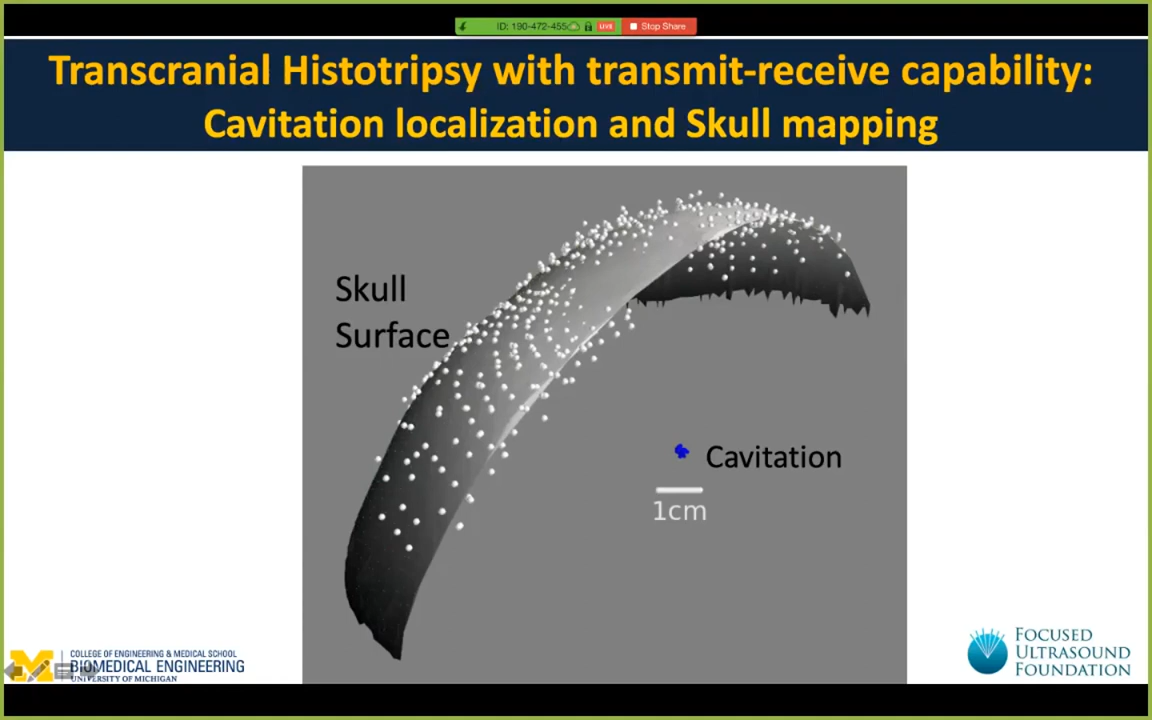 ID: 190-472-455
LIVE
Stop Share
Transcranial Histotripsy with transmit-receive capability:
Cavitation localization and Skull mapping
Skull
Surface
Cavitation
1cm
COLLEGE OF ENGINEERING & MEDICAL SCHOOL
BIOMEDICAL ENGINEERING
UNIVERSITY OF MICHIGAN
FOCUSED
ULTRASOUND
FOUNDATION